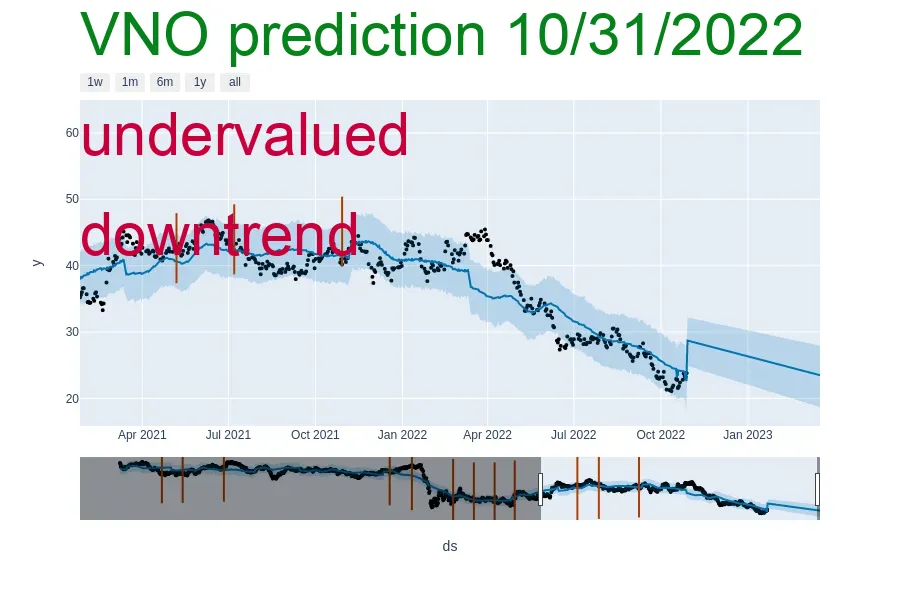 VNO prediction 10/31/2022
1w 1m 6m 1y all
undervalued
downtrend
60
50
40
30
20
y
Apr 2021 Jul 2021 Oct 2021 Jan 2022 Apr 2022 Jul 2022 Oct 2022 Jan 2023
ds